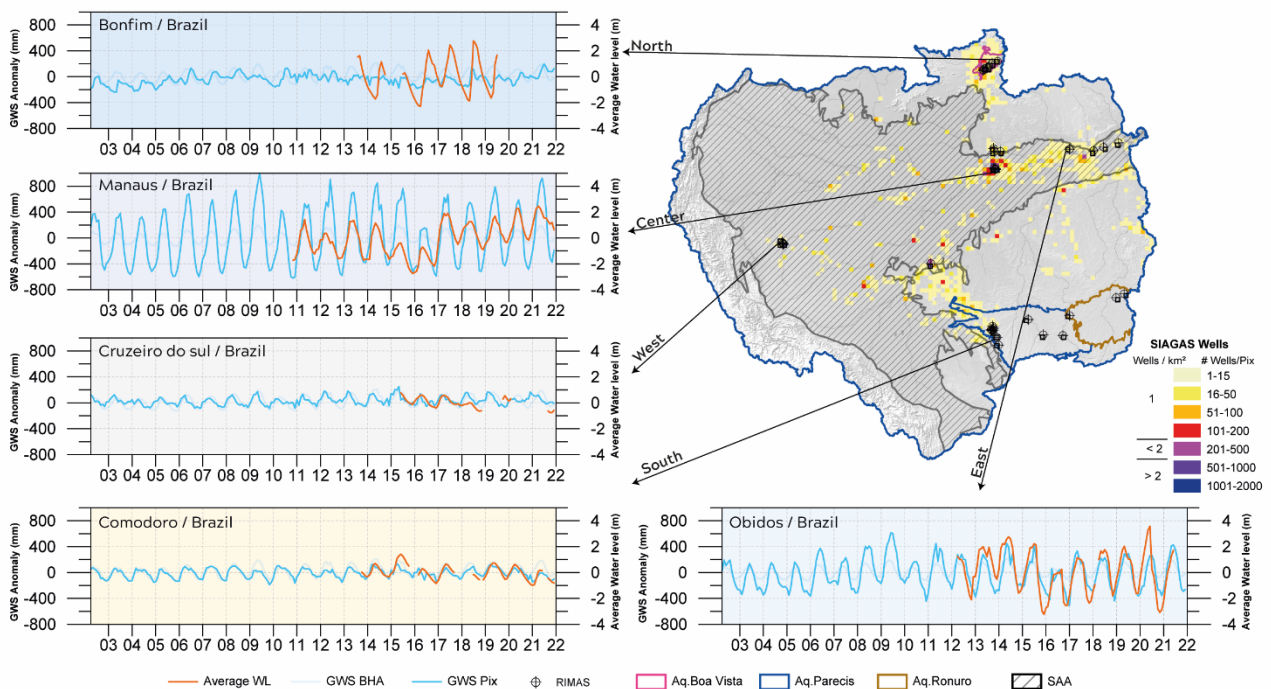 Bonfim / Brazil
GWS Anomaly (mm)
800
400
0
-400
-800
Average Water level (m)
4
2
0
-2
-4
03 04 05 06 07 08 09 10 11 12 13 14 15 16 17 18 19 20 21 22
Manaus / Brazil
GWS Anomaly (mm)
800
400
0
-400
-800
Average Water level (m)
4
2
0
-2
-4
03 04 05 06 07 08 09 10 11 12 13 14 15 16 17 18 19 20 21 22
Cruzeiro do sul / Brazil
GWS Anomaly (mm)
800
400
0
-400
-800
Average Water level (m)
4
2
0
-2
-4
03 04 05 06 07 08 09 10 11 12 13 14 15 16 17 18 19 20 21 22
Comodoro / Brazil
GWS Anomaly (mm)
800
400
0
-400
-800
Average Water level (m)
4
2
0
-2
-4
03 04 05 06 07 08 09 10 11 12 13 14 15 16 17 18 19 20 21 22
North
Center
West
South
East
SIAGAS Wells
Wells / km² # Wells/Pix
1-15
16-50
1 51-100
101-200
< 2 201-500
> 2 501-1000
1001-2000
Obidos / Brazil
GWS Anomaly (mm)
800
400
0
-400
-800
Average Water level (m)
4
2
0
-2
-4
03 04 05 06 07 08 09 10 11 12 13 14 15 16 17 18 19 20 21 22
Average WL GWS BHA GWS Pix RIMAS Aq.Boa Vista Aq.Parecis Aq.Ronuro SAA